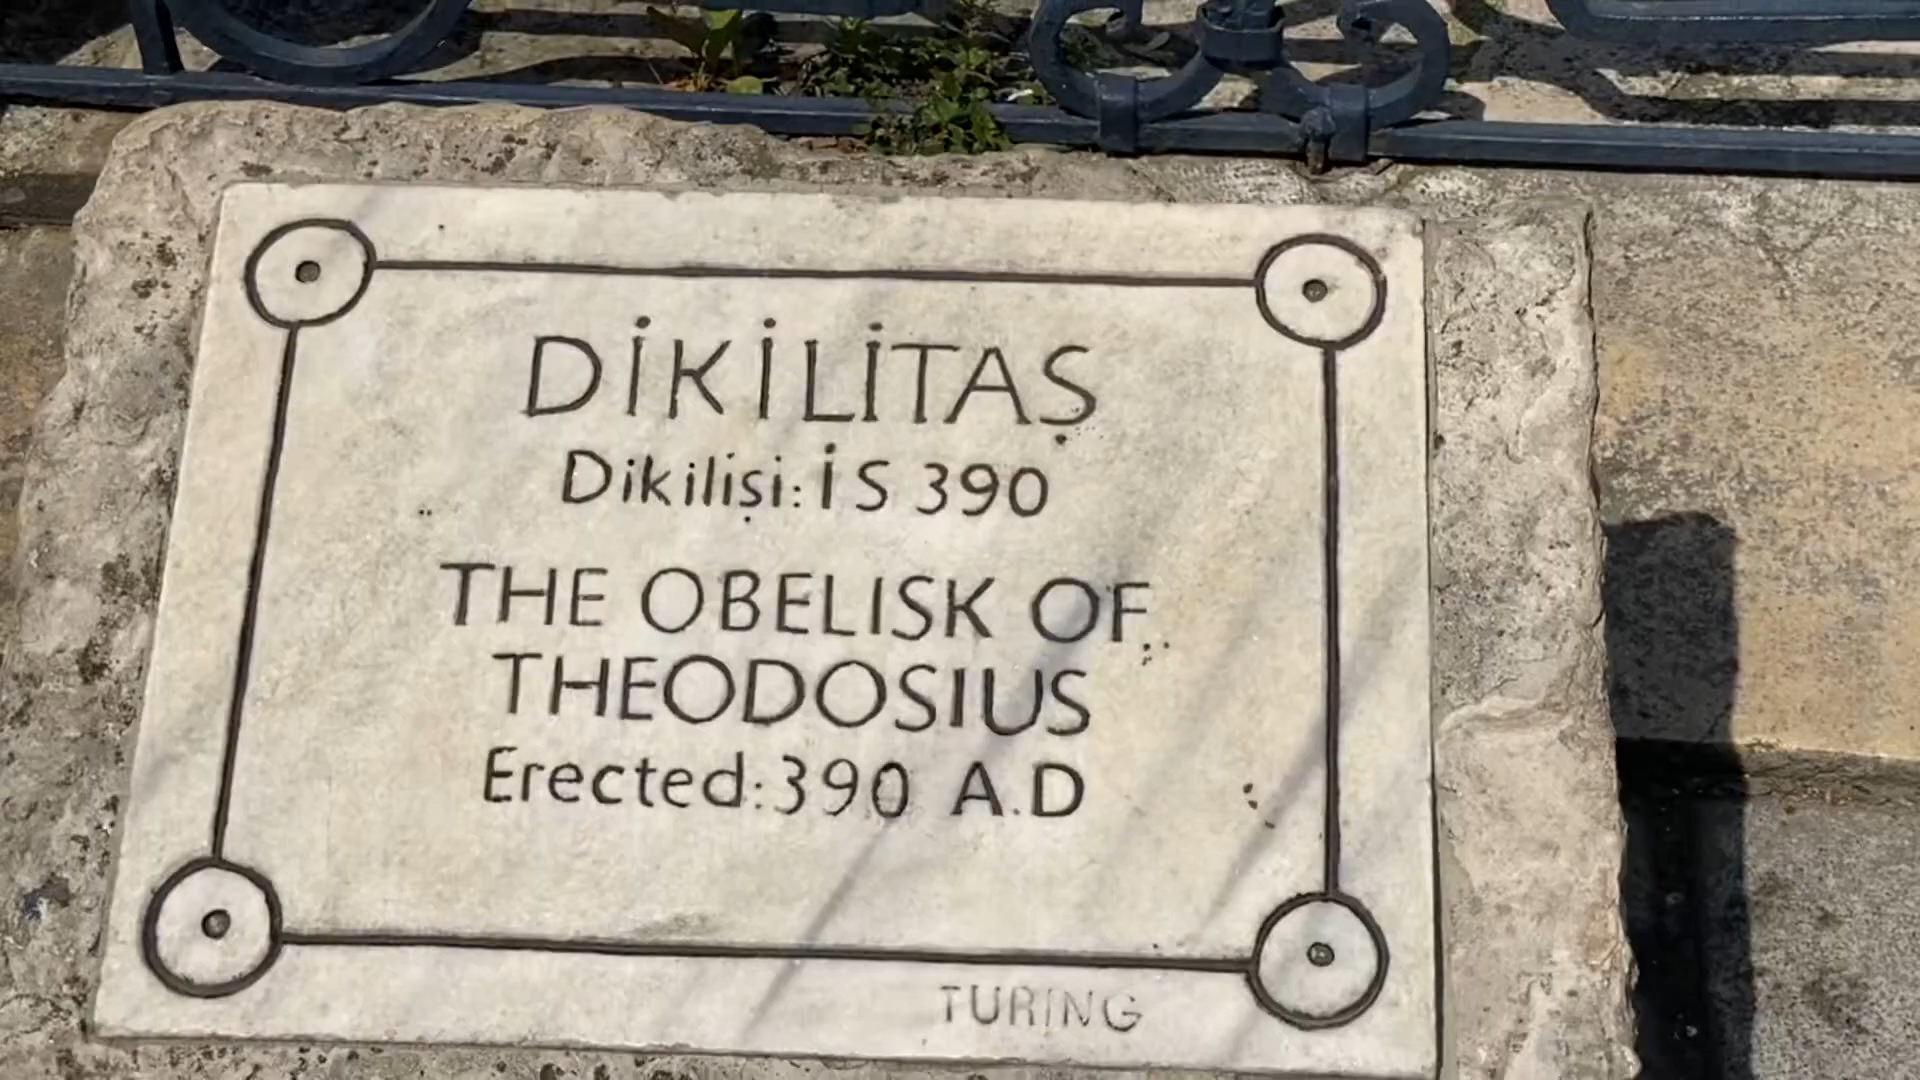 DİKİLİTAŞ
Dikilişi: İS 390
THE OBELISK OF
THEODOSIUS
Erected: 390 A.D
TURING